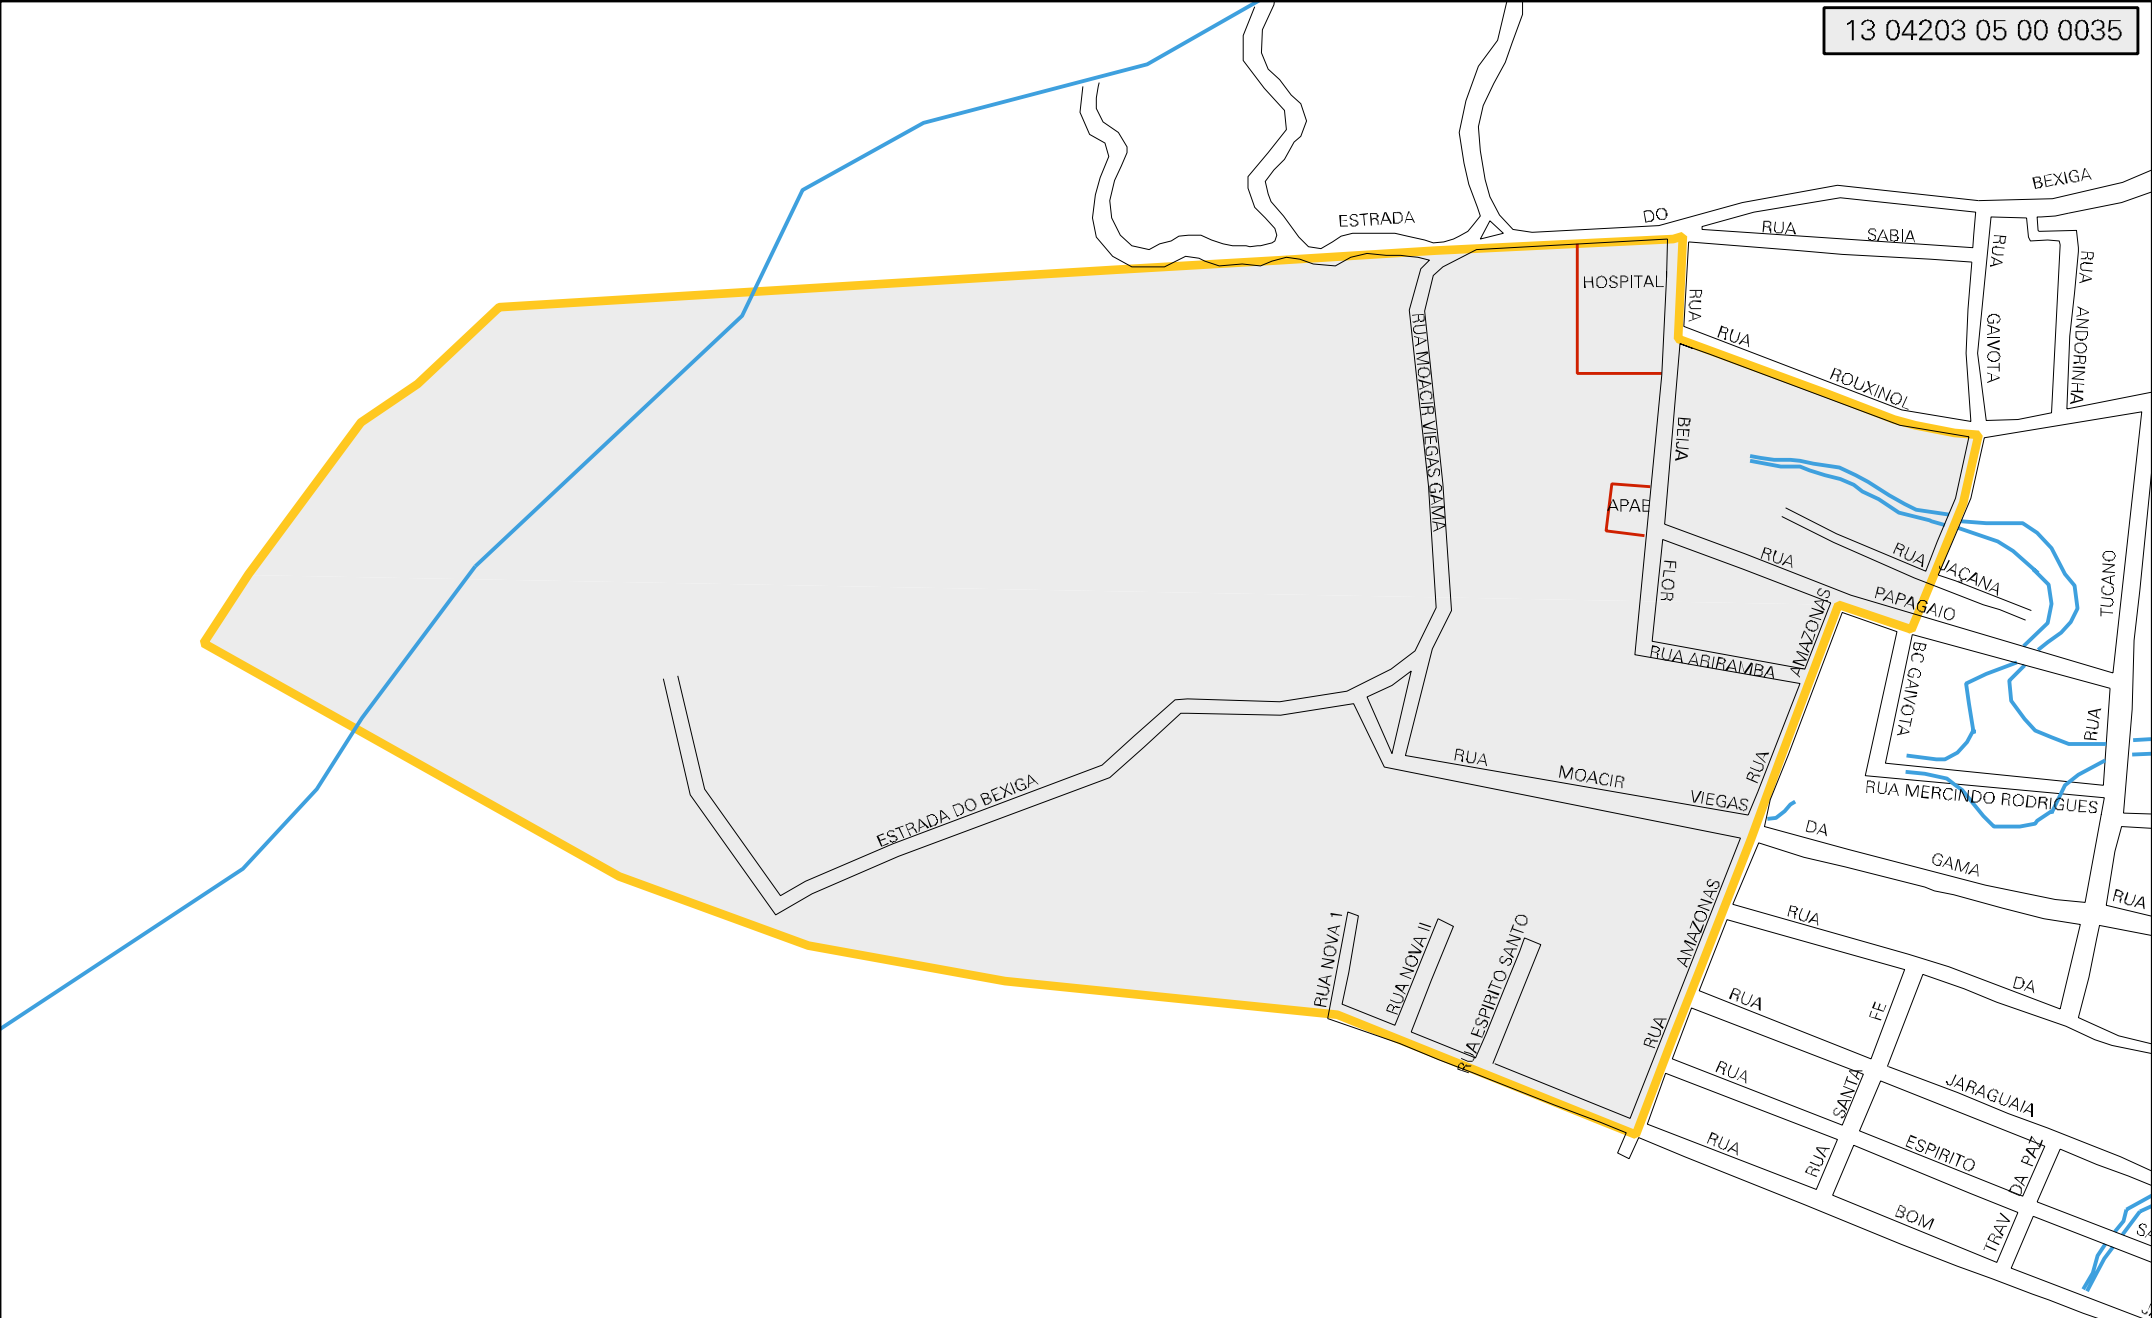 13 04203 05 00 0035
BEXIGA
ESTRADA
DO
RUA
SABIA
RUA
GAIVOTA
RUA
ANDORINHA
HOSPITAL
RUA
RUA
ROUXINOL
RUA MOACIR VIEGAS GAMA
BEIJA
APAE
FLOR
RUA
RUA
JAÇANA
PAPAGAIO
TUCANO
AMAZONAS
RUA ARIRAMBA
BC GAIVOTA
RUA
RUA
RUA
MOACIR
VIEGAS
RUA MERCINDO RODRIGUES
DA
GAMA
ESTRADA DO BEXIGA
RUA
RUA
AMAZONAS
RUA NOVA 1
RUA NOVA II
RUA ESPIRITO SANTO
RUA
DA
RUA
FE
RUA
SANTA
JARAGUAIA
RUA
RUA
ESPIRITO
DA PAZ
BOM
TRAV